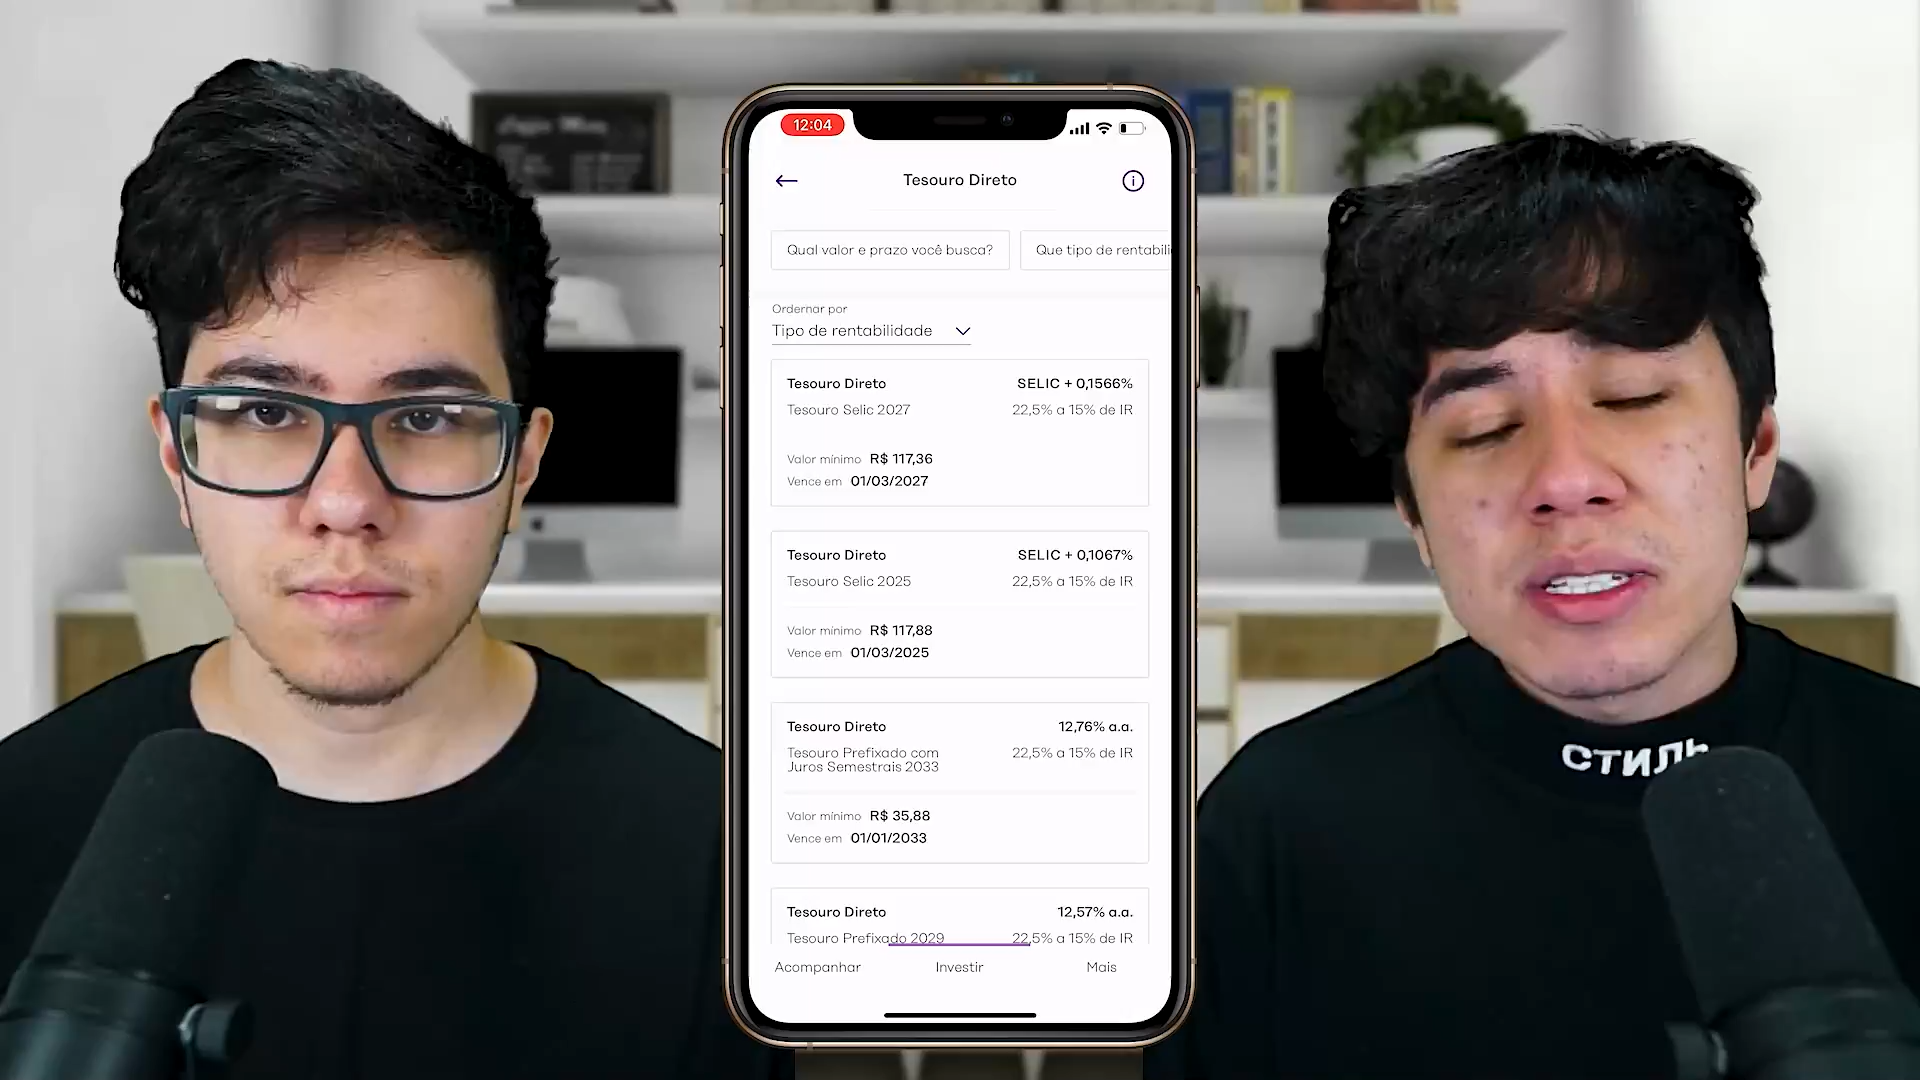 12:04
Tesouro Direto
Qual valor e prazo você busca?
Que tipo de
Ordernar por
Tipo de rentabilidade
Tesouro Direto
SELIC + 0,1566%
Tesouro Selic 2027
22,5% a 15% de IR
Valor mínimo R$ 117,36
Vence em 01/03/2027
Tesouro Direto
SELIC + 0,1067%
Tesouro Selic 2025
22,5% a 15% de IR
Valor mínimo R$ 117,88
Vence em 01/03/2025
Tesouro Direto
12,76% a.a.
Tesouro Prefixado com
22,5% a 15% de IR
Juros Semestrais 2033
Valor mínimo R$ 35,88
Vence em 01/01/2033
Tesouro Direto
12,57% a.a.
Tesouro Prefixado 2029
22,5% a 15% de IR
Acompanhar
Investir
Mais
СТИЛЬ